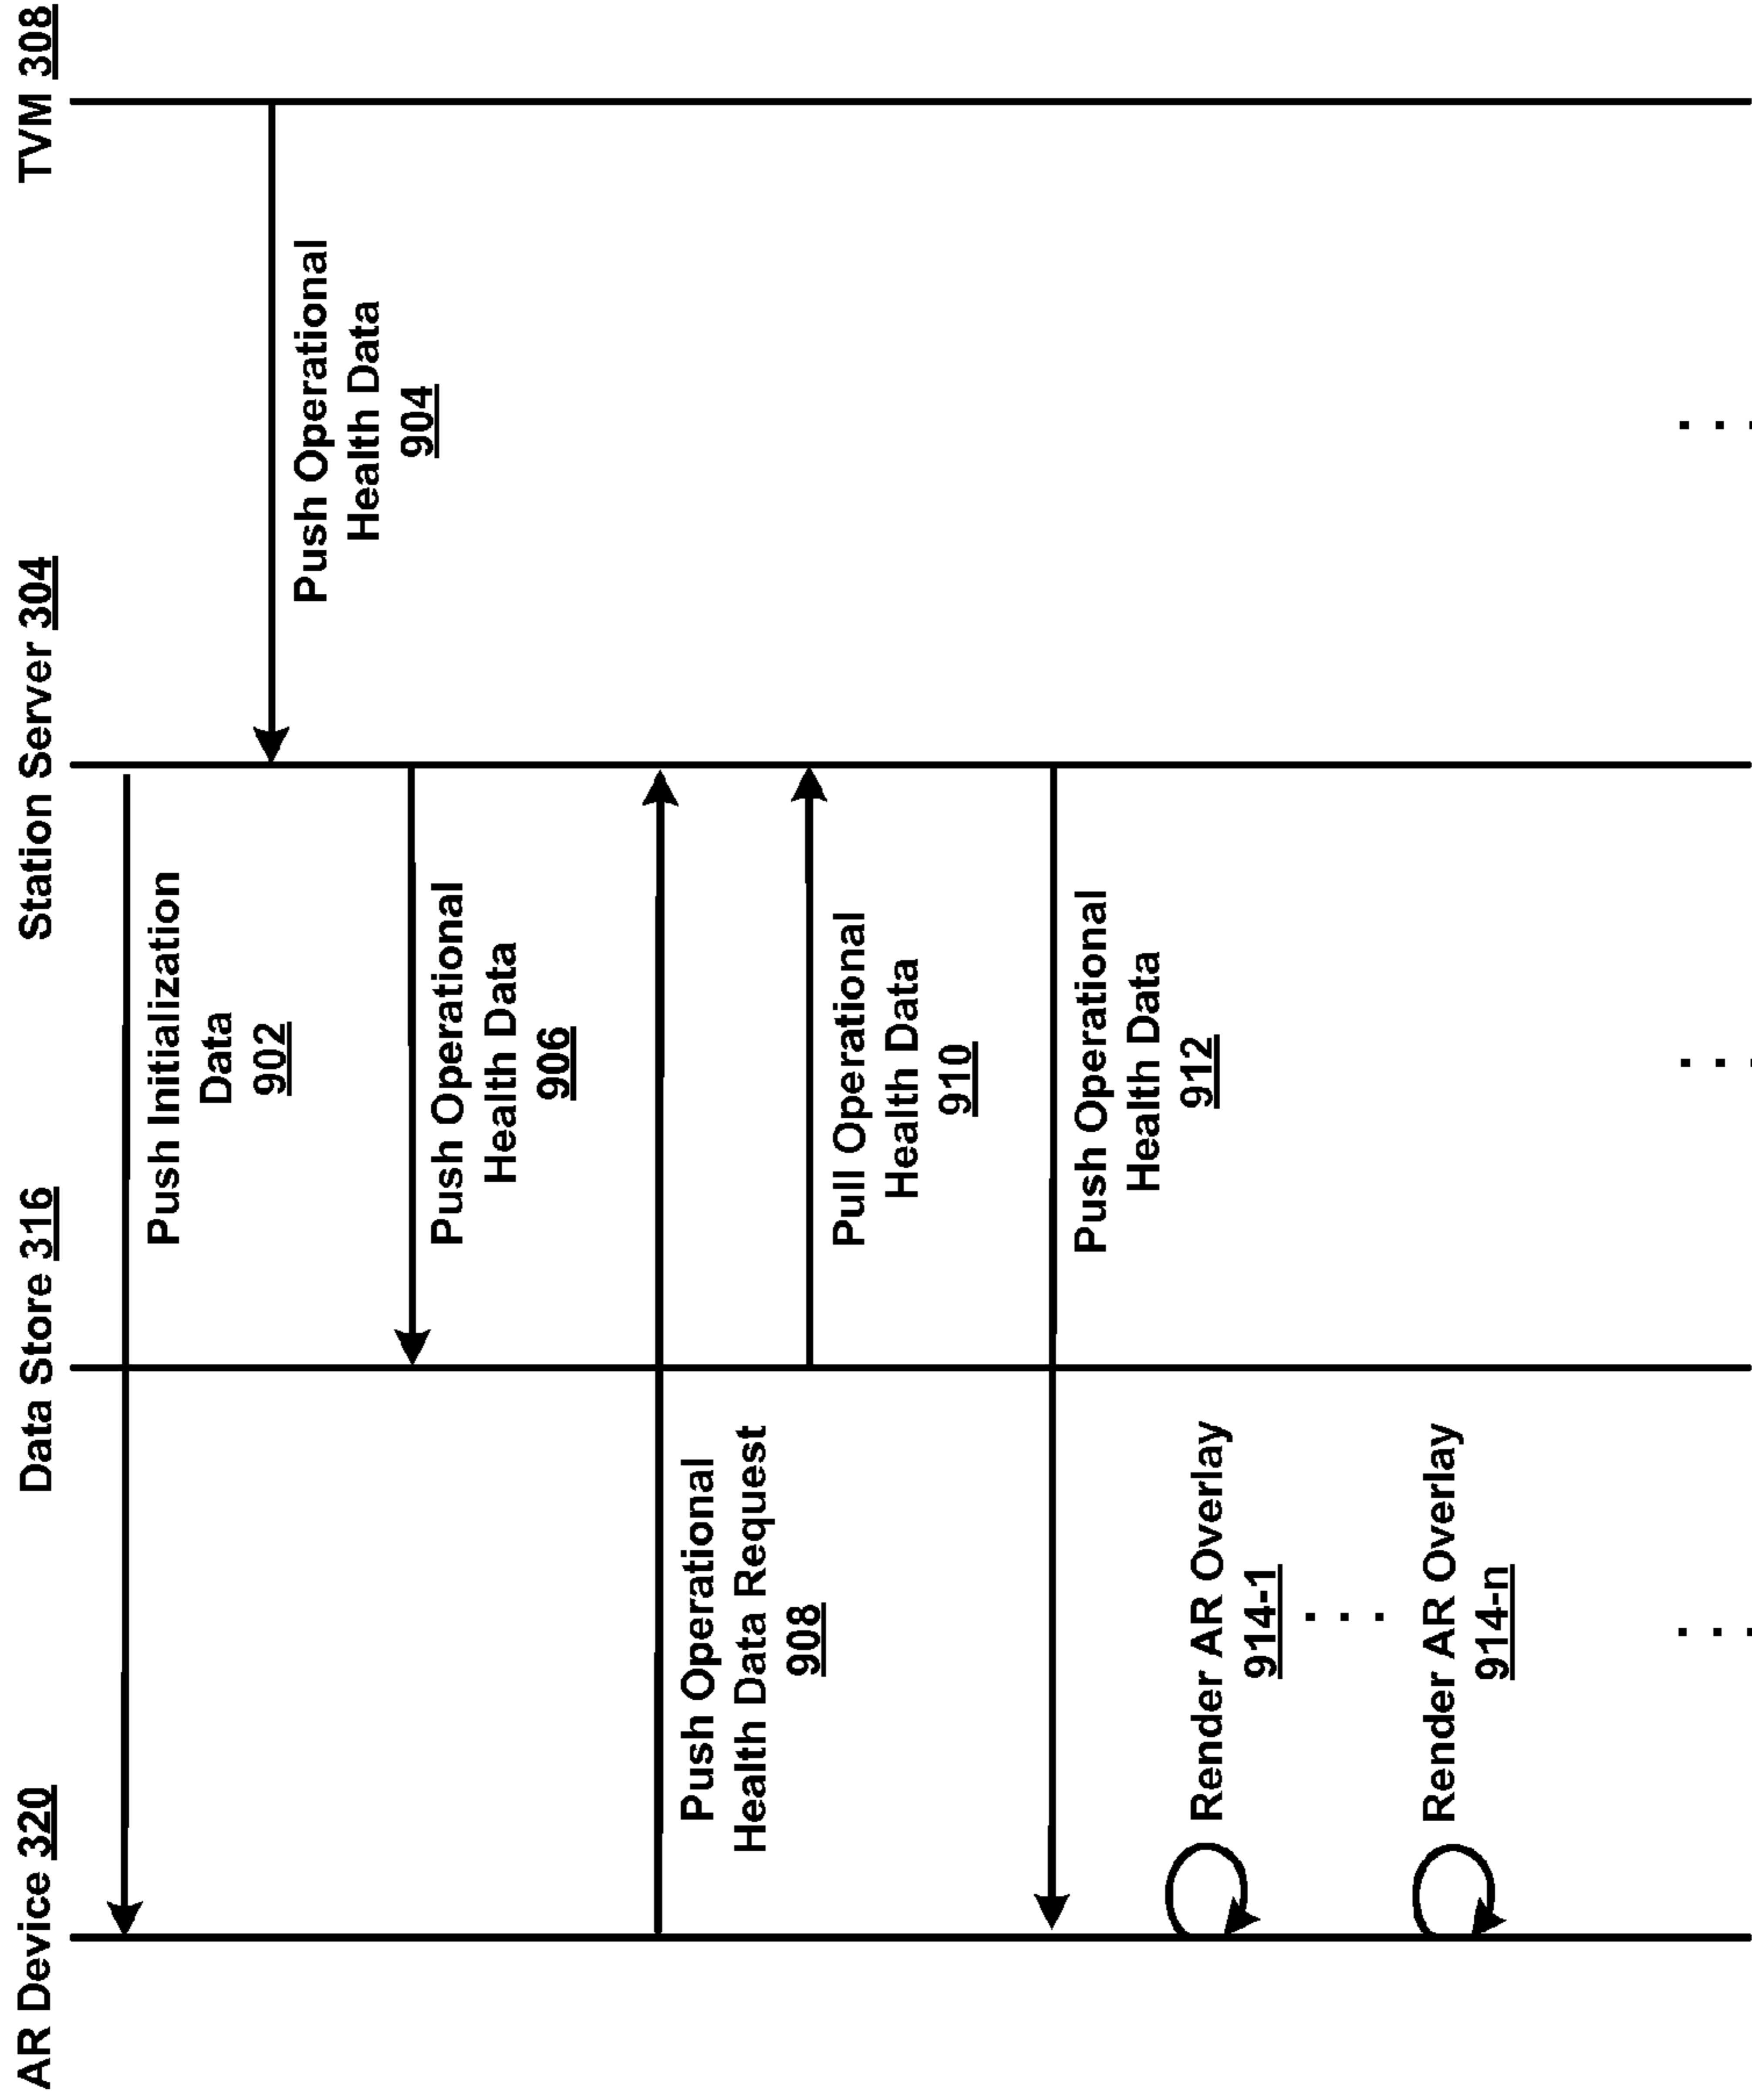 AR Device 320
Data Store 316
Station Server 304
TVM 308
Push Initialization
Data
902
Push Operational
Health Data
904
Push Operational
Health Data
906
Push Operational
Health Data Request
908
Pull Operational
Health Data
910
Push Operational
Health Data
912
Render AR Overlay
914-1
. . .
Render AR Overlay
914-n
. . .
. . .
. . .